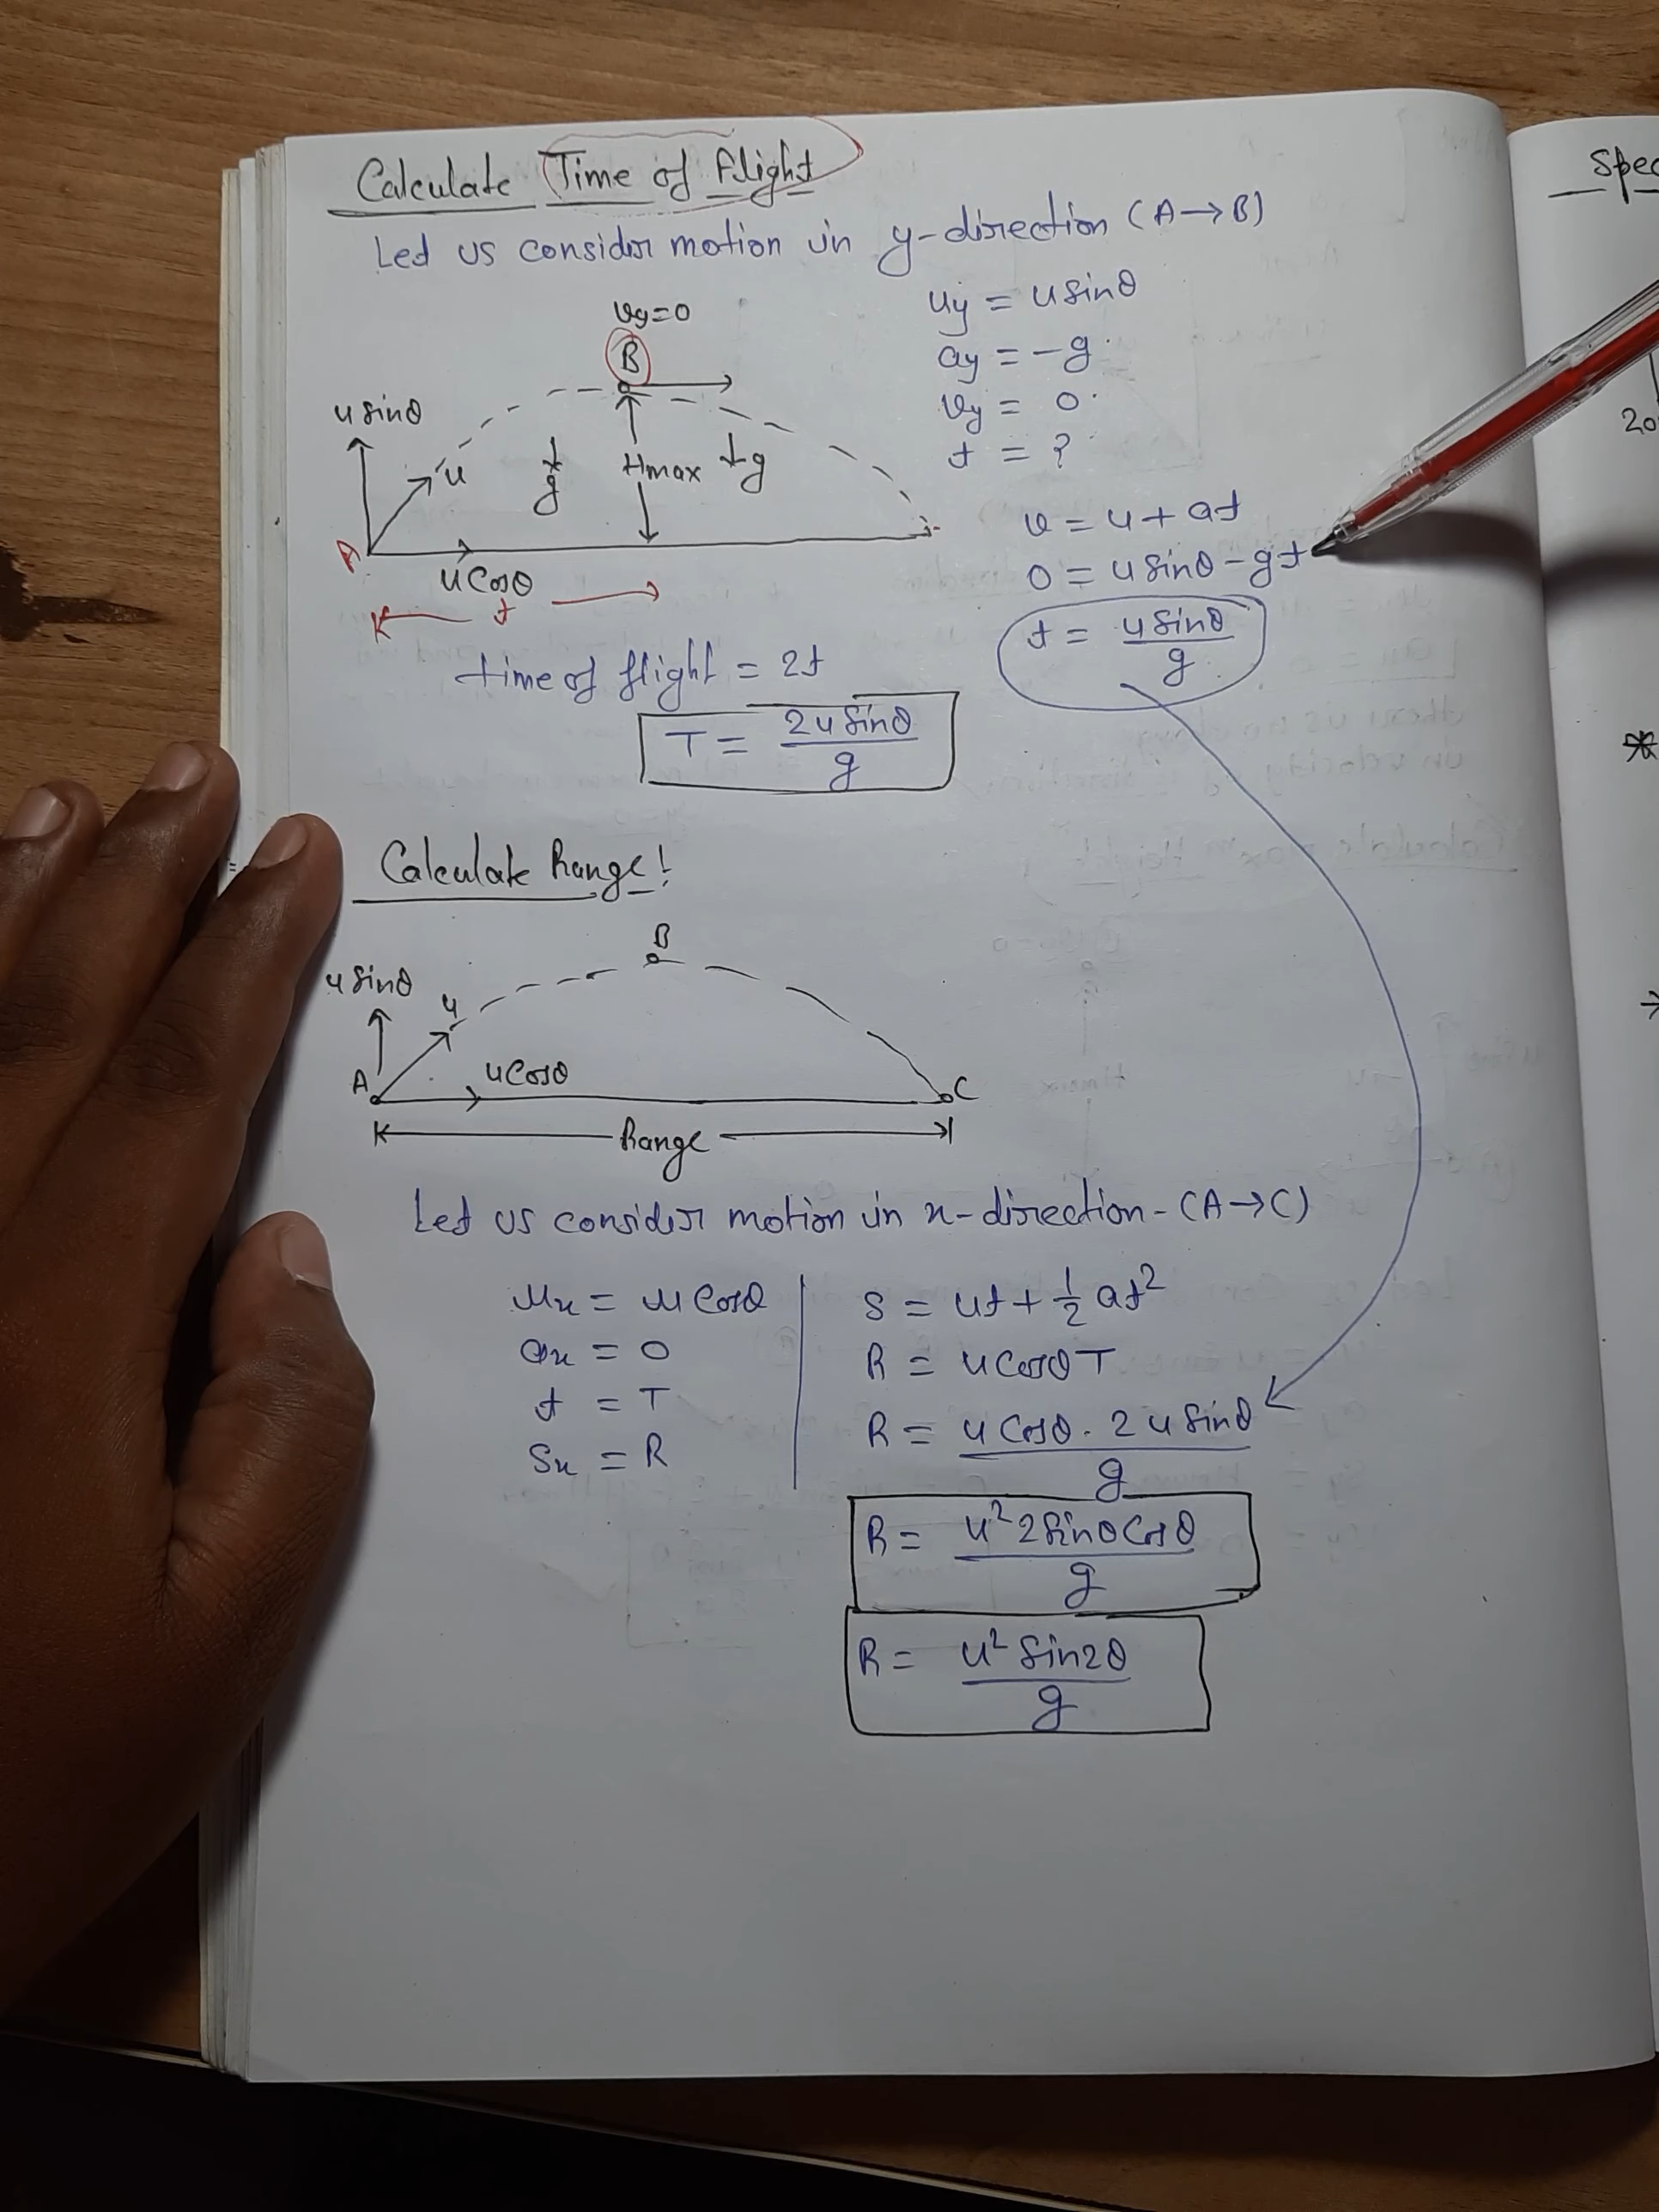 Calculate Time of flight
Led us consider motion in y-direction (A→B)
uy = u sinθ
ay = -g
vy = 0
t = ?
vy=0
B
u sinθ
u
g
Hmax
g
A
u cosθ
t
v = u + at
0 = u sinθ - gt
t = u sinθ / g
time of flight = 2t
T = 2u sinθ / g
Calculate Range!
B
u sinθ
u
A
u cosθ
C
Range
Led us consider motion in x-direction - (A→C)
ux = u cosθ
ax = 0
t = T
Sx = R
S = ut + 1/2 at²
R = u cosθ T
R = u cosθ . 2 u sinθ / g
R = u² 2 sinθ cosθ / g
R = u² sin2θ / g
Spec
20